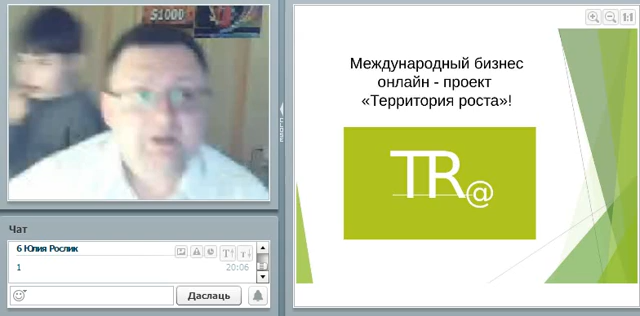 $1000
1:1
Международный бизнес
онлайн - проект
«Территория роста»!
TR@
Чат
6 Юлия Рослик
T↑ T↓
1
20:06
Даслаць